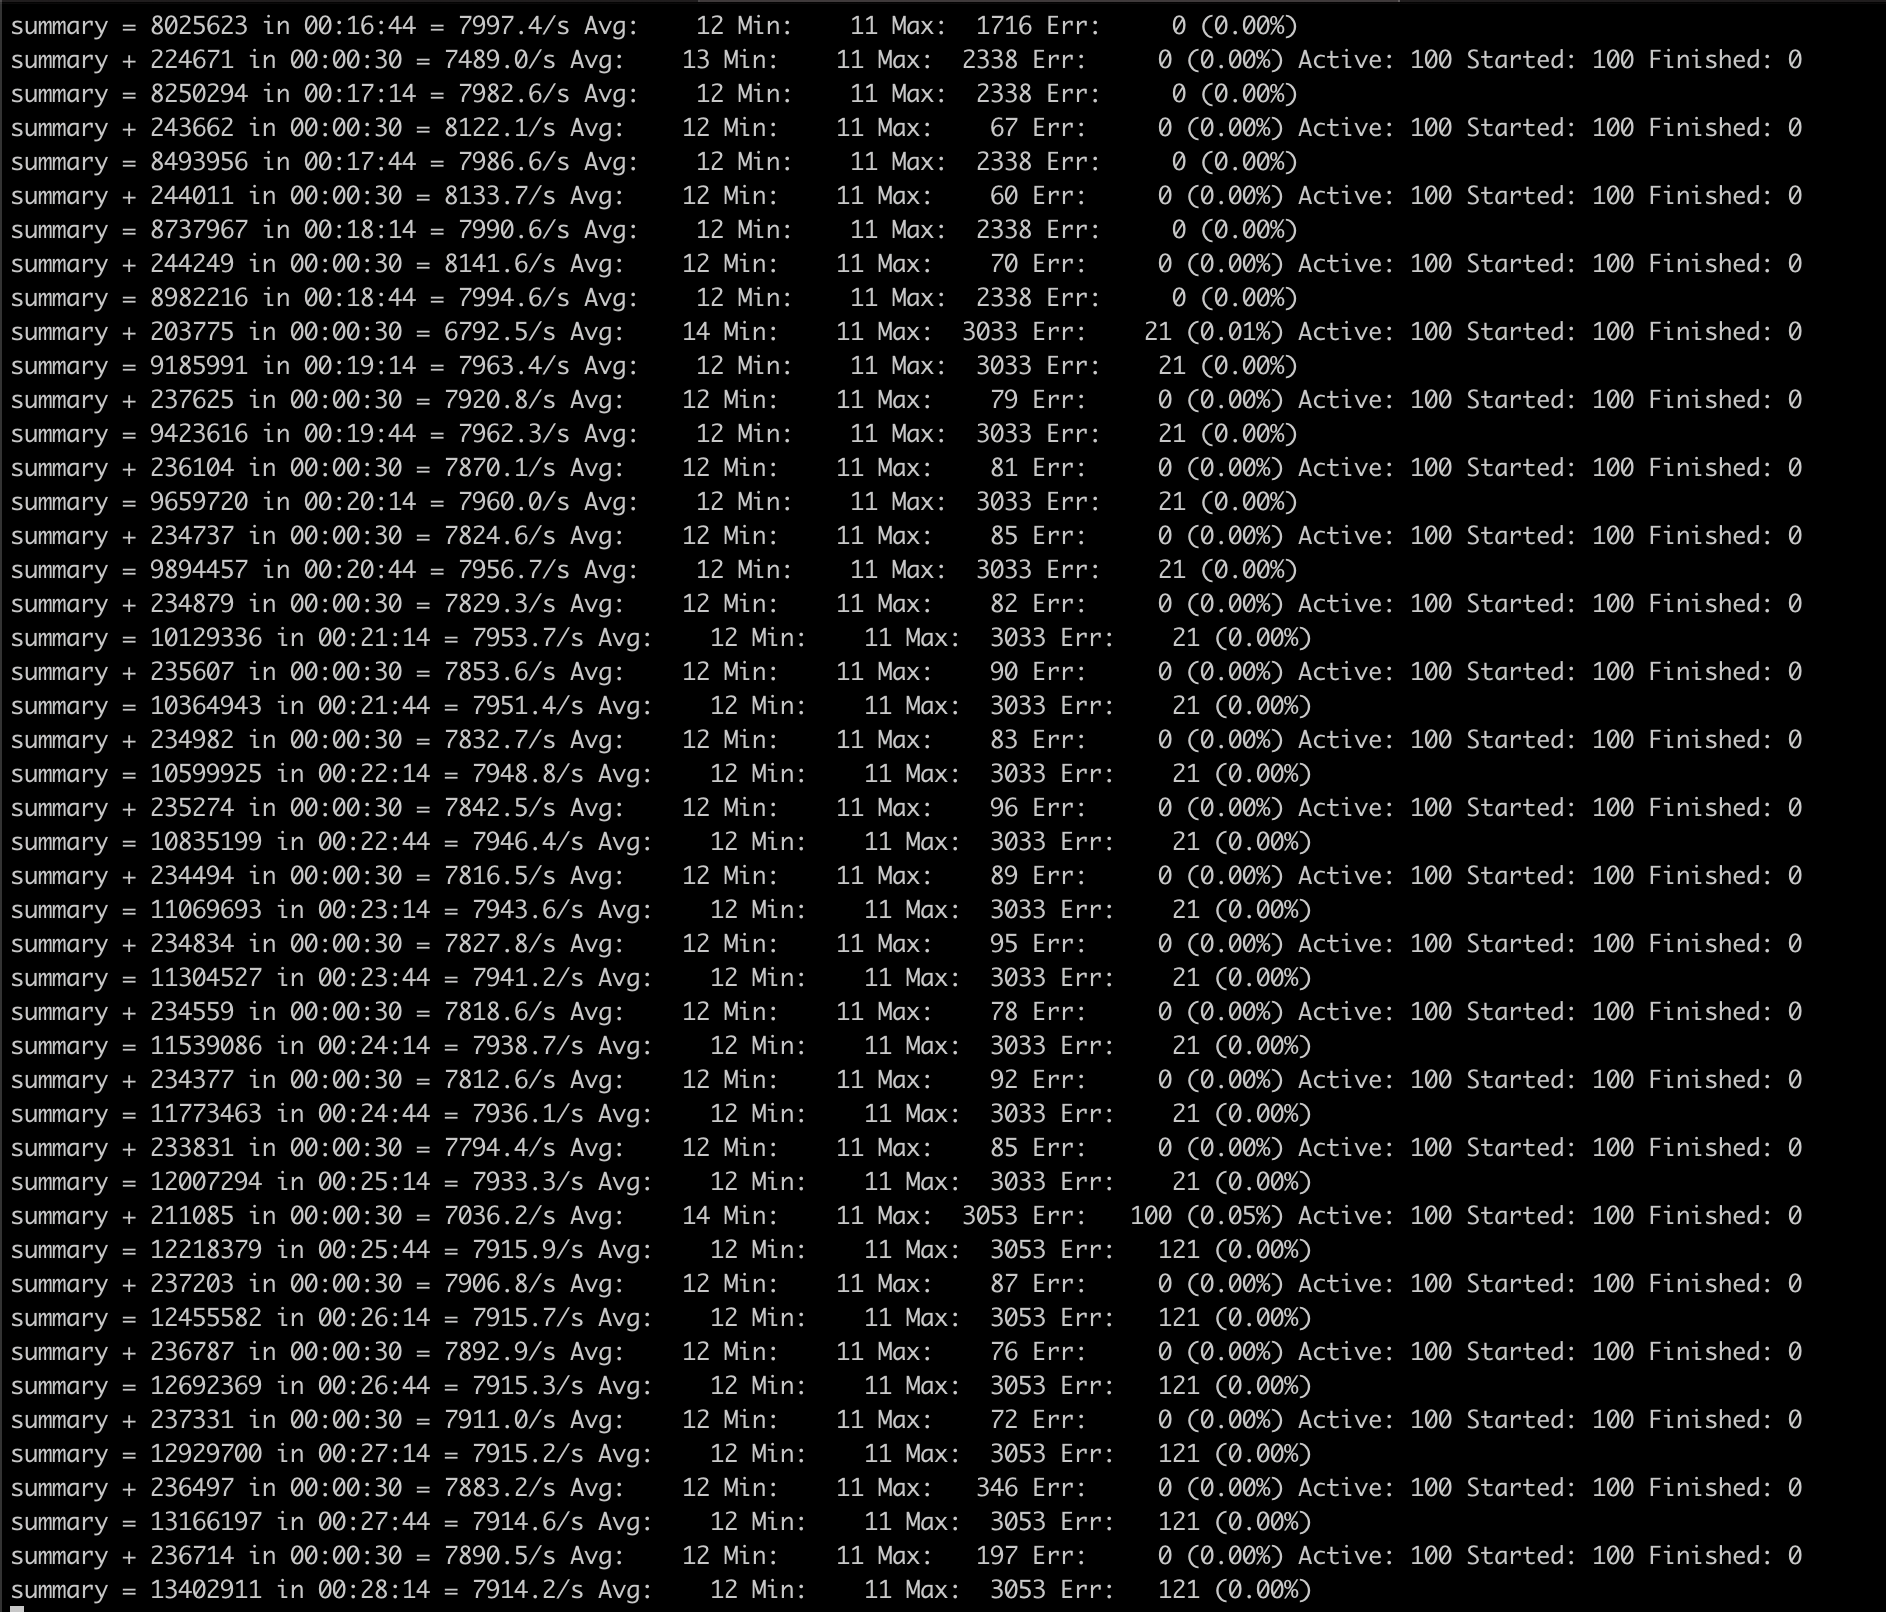 summary = 8025623 in 00:16:44 = 7997.4/s Avg:    12 Min:    11 Max:  1716 Err:     0 (0.00%)
summary + 224671 in 00:00:30 = 7489.0/s Avg:    13 Min:    11 Max:  2338 Err:     0 (0.00%) Active: 100 Started: 100 Finished: 0
summary = 8250294 in 00:17:14 = 7982.6/s Avg:    12 Min:    11 Max:  2338 Err:     0 (0.00%)
summary + 243662 in 00:00:30 = 8122.1/s Avg:    12 Min:    11 Max:    67 Err:     0 (0.00%) Active: 100 Started: 100 Finished: 0
summary = 8493956 in 00:17:44 = 7986.6/s Avg:    12 Min:    11 Max:  2338 Err:     0 (0.00%)
summary + 244011 in 00:00:30 = 8133.7/s Avg:    12 Min:    11 Max:    60 Err:     0 (0.00%) Active: 100 Started: 100 Finished: 0
summary = 8737967 in 00:18:14 = 7990.6/s Avg:    12 Min:    11 Max:  2338 Err:     0 (0.00%)
summary + 244249 in 00:00:30 = 8141.6/s Avg:    12 Min:    11 Max:    70 Err:     0 (0.00%) Active: 100 Started: 100 Finished: 0
summary = 8982216 in 00:18:44 = 7994.6/s Avg:    12 Min:    11 Max:  2338 Err:     0 (0.00%)
summary + 203775 in 00:00:30 = 6792.5/s Avg:    14 Min:    11 Max:  3033 Err:    21 (0.01%) Active: 100 Started: 100 Finished: 0
summary = 9185991 in 00:19:14 = 7963.4/s Avg:    12 Min:    11 Max:  3033 Err:    21 (0.00%)
summary + 237625 in 00:00:30 = 7920.8/s Avg:    12 Min:    11 Max:    79 Err:     0 (0.00%) Active: 100 Started: 100 Finished: 0
summary = 9423616 in 00:19:44 = 7962.3/s Avg:    12 Min:    11 Max:  3033 Err:    21 (0.00%)
summary + 236104 in 00:00:30 = 7870.1/s Avg:    12 Min:    11 Max:    81 Err:     0 (0.00%) Active: 100 Started: 100 Finished: 0
summary = 9659720 in 00:20:14 = 7960.0/s Avg:    12 Min:    11 Max:  3033 Err:    21 (0.00%)
summary + 234737 in 00:00:30 = 7824.6/s Avg:    12 Min:    11 Max:    85 Err:     0 (0.00%) Active: 100 Started: 100 Finished: 0
summary = 9894457 in 00:20:44 = 7956.7/s Avg:    12 Min:    11 Max:  3033 Err:    21 (0.00%)
summary + 234879 in 00:00:30 = 7829.3/s Avg:    12 Min:    11 Max:    82 Err:     0 (0.00%) Active: 100 Started: 100 Finished: 0
summary = 10129336 in 00:21:14 = 7953.7/s Avg:    12 Min:    11 Max:  3033 Err:    21 (0.00%)
summary + 235607 in 00:00:30 = 7853.6/s Avg:    12 Min:    11 Max:    90 Err:     0 (0.00%) Active: 100 Started: 100 Finished: 0
summary = 10364943 in 00:21:44 = 7951.4/s Avg:    12 Min:    11 Max:  3033 Err:    21 (0.00%)
summary + 234982 in 00:00:30 = 7832.7/s Avg:    12 Min:    11 Max:    83 Err:     0 (0.00%) Active: 100 Started: 100 Finished: 0
summary = 10599925 in 00:22:14 = 7948.8/s Avg:    12 Min:    11 Max:  3033 Err:    21 (0.00%)
summary + 235274 in 00:00:30 = 7842.5/s Avg:    12 Min:    11 Max:    96 Err:     0 (0.00%) Active: 100 Started: 100 Finished: 0
summary = 10835199 in 00:22:44 = 7946.4/s Avg:    12 Min:    11 Max:  3033 Err:    21 (0.00%)
summary + 234494 in 00:00:30 = 7816.5/s Avg:    12 Min:    11 Max:    89 Err:     0 (0.00%) Active: 100 Started: 100 Finished: 0
summary = 11069693 in 00:23:14 = 7943.6/s Avg:    12 Min:    11 Max:  3033 Err:    21 (0.00%)
summary + 234834 in 00:00:30 = 7827.8/s Avg:    12 Min:    11 Max:    95 Err:     0 (0.00%) Active: 100 Started: 100 Finished: 0
summary = 11304527 in 00:23:44 = 7941.2/s Avg:    12 Min:    11 Max:  3033 Err:    21 (0.00%)
summary + 234559 in 00:00:30 = 7818.6/s Avg:    12 Min:    11 Max:    78 Err:     0 (0.00%) Active: 100 Started: 100 Finished: 0
summary = 11539086 in 00:24:14 = 7938.7/s Avg:    12 Min:    11 Max:  3033 Err:    21 (0.00%)
summary + 234377 in 00:00:30 = 7812.6/s Avg:    12 Min:    11 Max:    92 Err:     0 (0.00%) Active: 100 Started: 100 Finished: 0
summary = 11773463 in 00:24:44 = 7936.1/s Avg:    12 Min:    11 Max:  3033 Err:    21 (0.00%)
summary + 233831 in 00:00:30 = 7794.4/s Avg:    12 Min:    11 Max:    85 Err:     0 (0.00%) Active: 100 Started: 100 Finished: 0
summary = 12007294 in 00:25:14 = 7933.3/s Avg:    12 Min:    11 Max:  3033 Err:    21 (0.00%)
summary + 211085 in 00:00:30 = 7036.2/s Avg:    14 Min:    11 Max:  3053 Err:   100 (0.05%) Active: 100 Started: 100 Finished: 0
summary = 12218379 in 00:25:44 = 7915.9/s Avg:    12 Min:    11 Max:  3053 Err:   121 (0.00%)
summary + 237203 in 00:00:30 = 7906.8/s Avg:    12 Min:    11 Max:    87 Err:     0 (0.00%) Active: 100 Started: 100 Finished: 0
summary = 12455582 in 00:26:14 = 7915.7/s Avg:    12 Min:    11 Max:  3053 Err:   121 (0.00%)
summary + 236787 in 00:00:30 = 7892.9/s Avg:    12 Min:    11 Max:    76 Err:     0 (0.00%) Active: 100 Started: 100 Finished: 0
summary = 12692369 in 00:26:44 = 7915.3/s Avg:    12 Min:    11 Max:  3053 Err:   121 (0.00%)
summary + 237331 in 00:00:30 = 7911.0/s Avg:    12 Min:    11 Max:    72 Err:     0 (0.00%) Active: 100 Started: 100 Finished: 0
summary = 12929700 in 00:27:14 = 7915.2/s Avg:    12 Min:    11 Max:  3053 Err:   121 (0.00%)
summary + 236497 in 00:00:30 = 7883.2/s Avg:    12 Min:    11 Max:   346 Err:     0 (0.00%) Active: 100 Started: 100 Finished: 0
summary = 13166197 in 00:27:44 = 7914.6/s Avg:    12 Min:    11 Max:  3053 Err:   121 (0.00%)
summary + 236714 in 00:00:30 = 7890.5/s Avg:    12 Min:    11 Max:   197 Err:     0 (0.00%) Active: 100 Started: 100 Finished: 0
summary = 13402911 in 00:28:14 = 7914.2/s Avg:    12 Min:    11 Max:  3053 Err:   121 (0.00%)